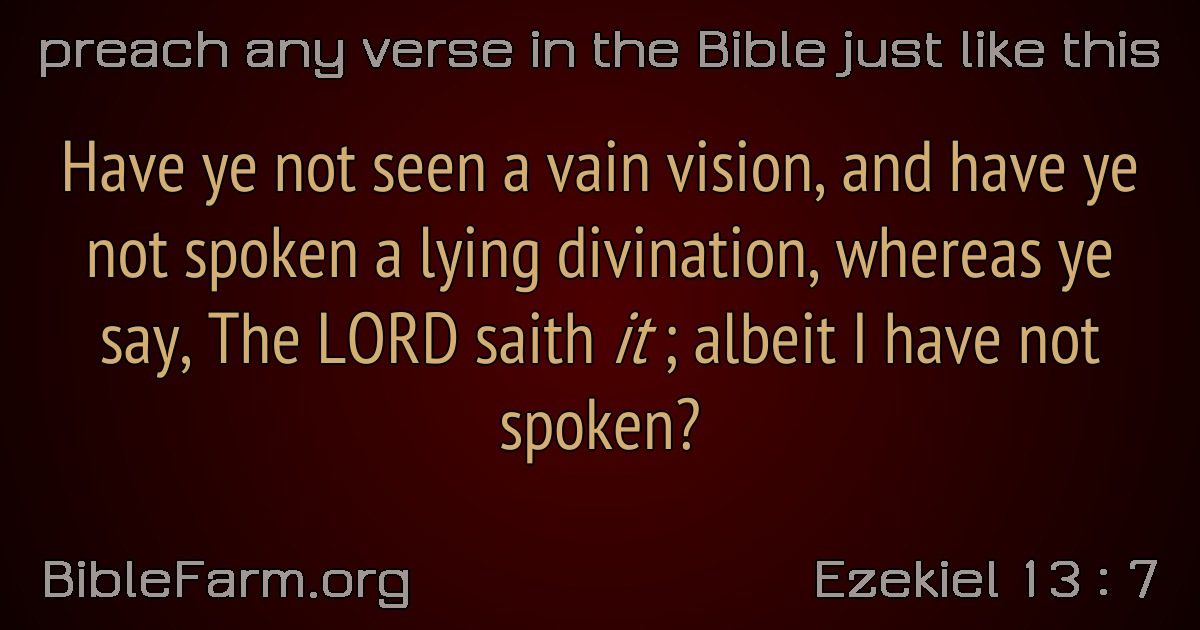 preach any verse in the Bible just like this
Have ye not seen a vain vision, and have ye
not spoken a lying divination, whereas ye
say, The LORD saith it ; albeit I have not
spoken?
BibleFarm.org
Ezekiel 13 : 7